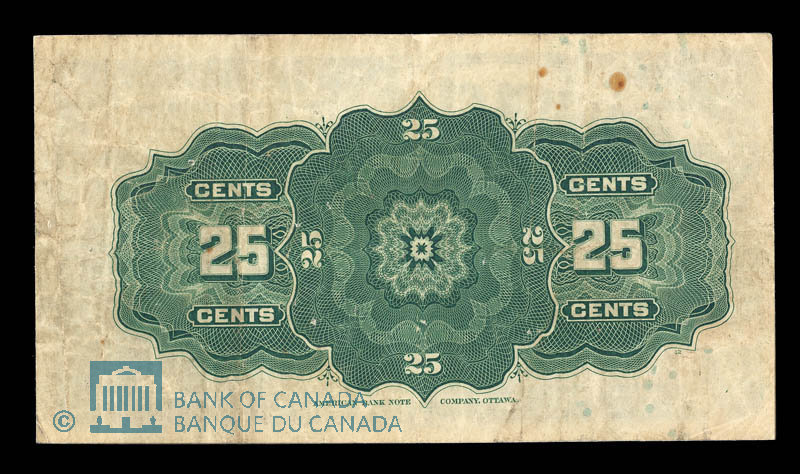 25
CENTS CENTS
25 25 25 25
CENTS CENTS
25
AMERICAN BANK NOTE COMPANY, OTTAWA.
© BANK OF CANADA
BANQUE DU CANADA